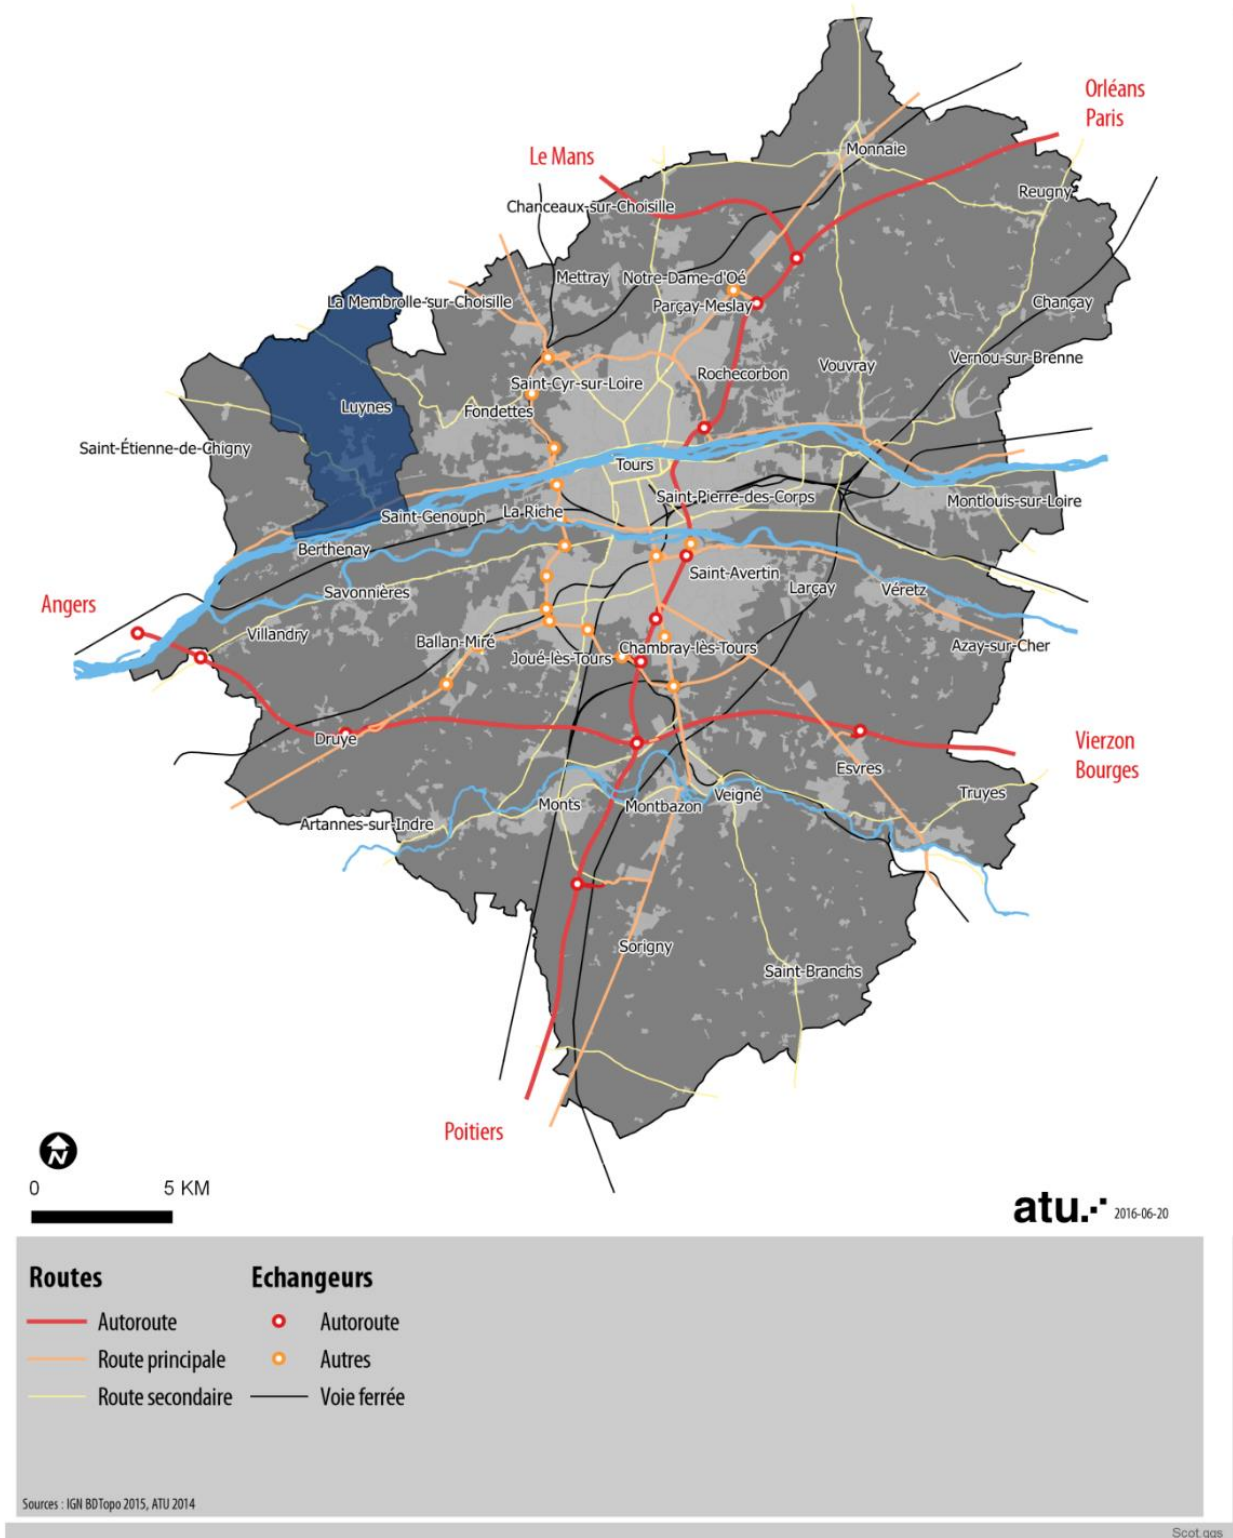 Orléans
Paris
Le Mans
Monnaie
Reugny
Chanceaux-sur-Choisille
Mettray
Notre-Dame-d'Oé
La Membrolle-sur-Choisille
Parçay-Meslay
Chançay
Rochecorbon
Vouvray
Vernou-sur-Brenne
Saint-Cyr-sur-Loire
Luynes
Fondettes
Saint-Étienne-de-Chigny
Tours
Saint-Pierre-des-Corps
Montlouis-sur-Loire
Saint-Genouph
La Riche
Berthenay
Saint-Avertin
Larçay
Véretz
Savonnières
Angers
Villandry
Ballan-Miré
Joué-lès-Tours
Chambray-lès-Tours
Azay-sur-Cher
Druye
Vierzon
Bourges
Esvres
Truyes
Veigné
Monts
Montbazon
Artannes-sur-Indre
Sorigny
Saint-Branchs
Poitiers
N
0 5 KM
atu. 2016-06-20
Routes
Autoroute
Route principale
Route secondaire
Echangeurs
Autoroute
Autres
Voie ferrée
Sources : IGN BDTopo 2015, ATU 2014
Scot.qgs